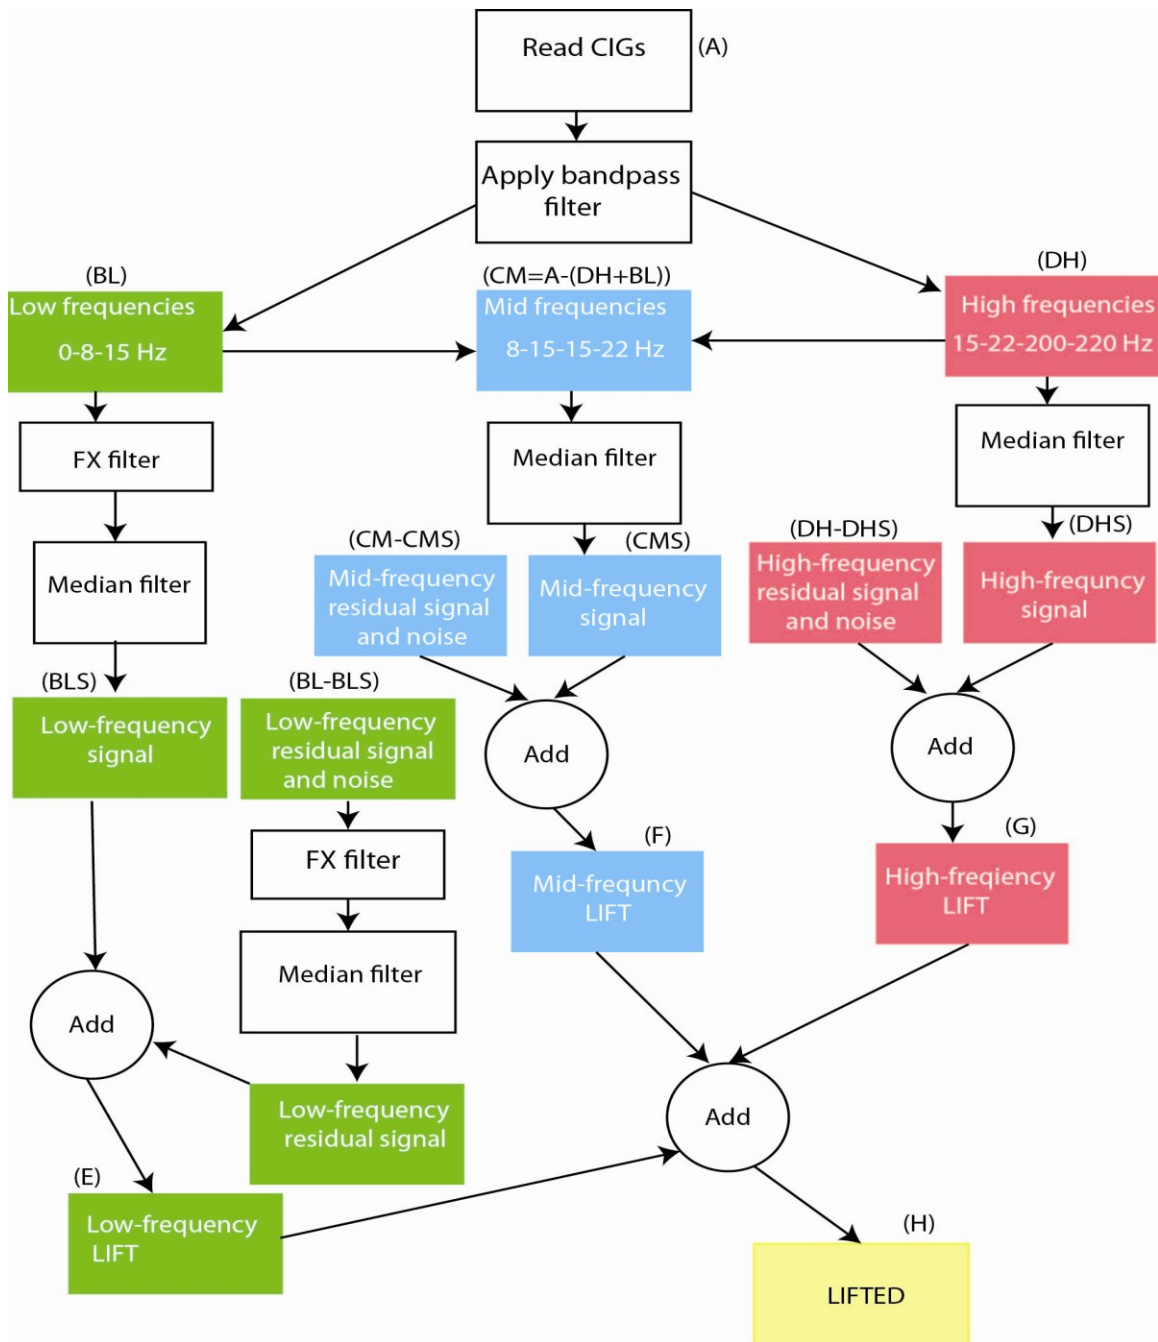 Read CIGs
(A)
Apply bandpass
filter
(BL)
Low frequencies
0-8-15 Hz
(CM=A-(DH+BL))
Mid frequencies
8-15-15-22 Hz
(DH)
High frequencies
15-22-200-220 Hz
FX filter
Median filter
Median filter
Median filter
(CM-CMS)
Mid-frequency
residual signal
and noise
(CMS)
Mid-frequency
signal
(DH-DHS)
High-frequency
residual signal
and noise
(DHS)
High-frequncy
signal
(BLS)
Low-frequency
signal
(BL-BLS)
Low-frequency
residual signal
and noise
Add
Add
FX filter
(F)
Mid-frequncy
LIFT
(G)
High-freqiency
LIFT
Median filter
Add
Low-frequency
residual signal
Add
(E)
Low-frequency
LIFT
(H)
LIFTED